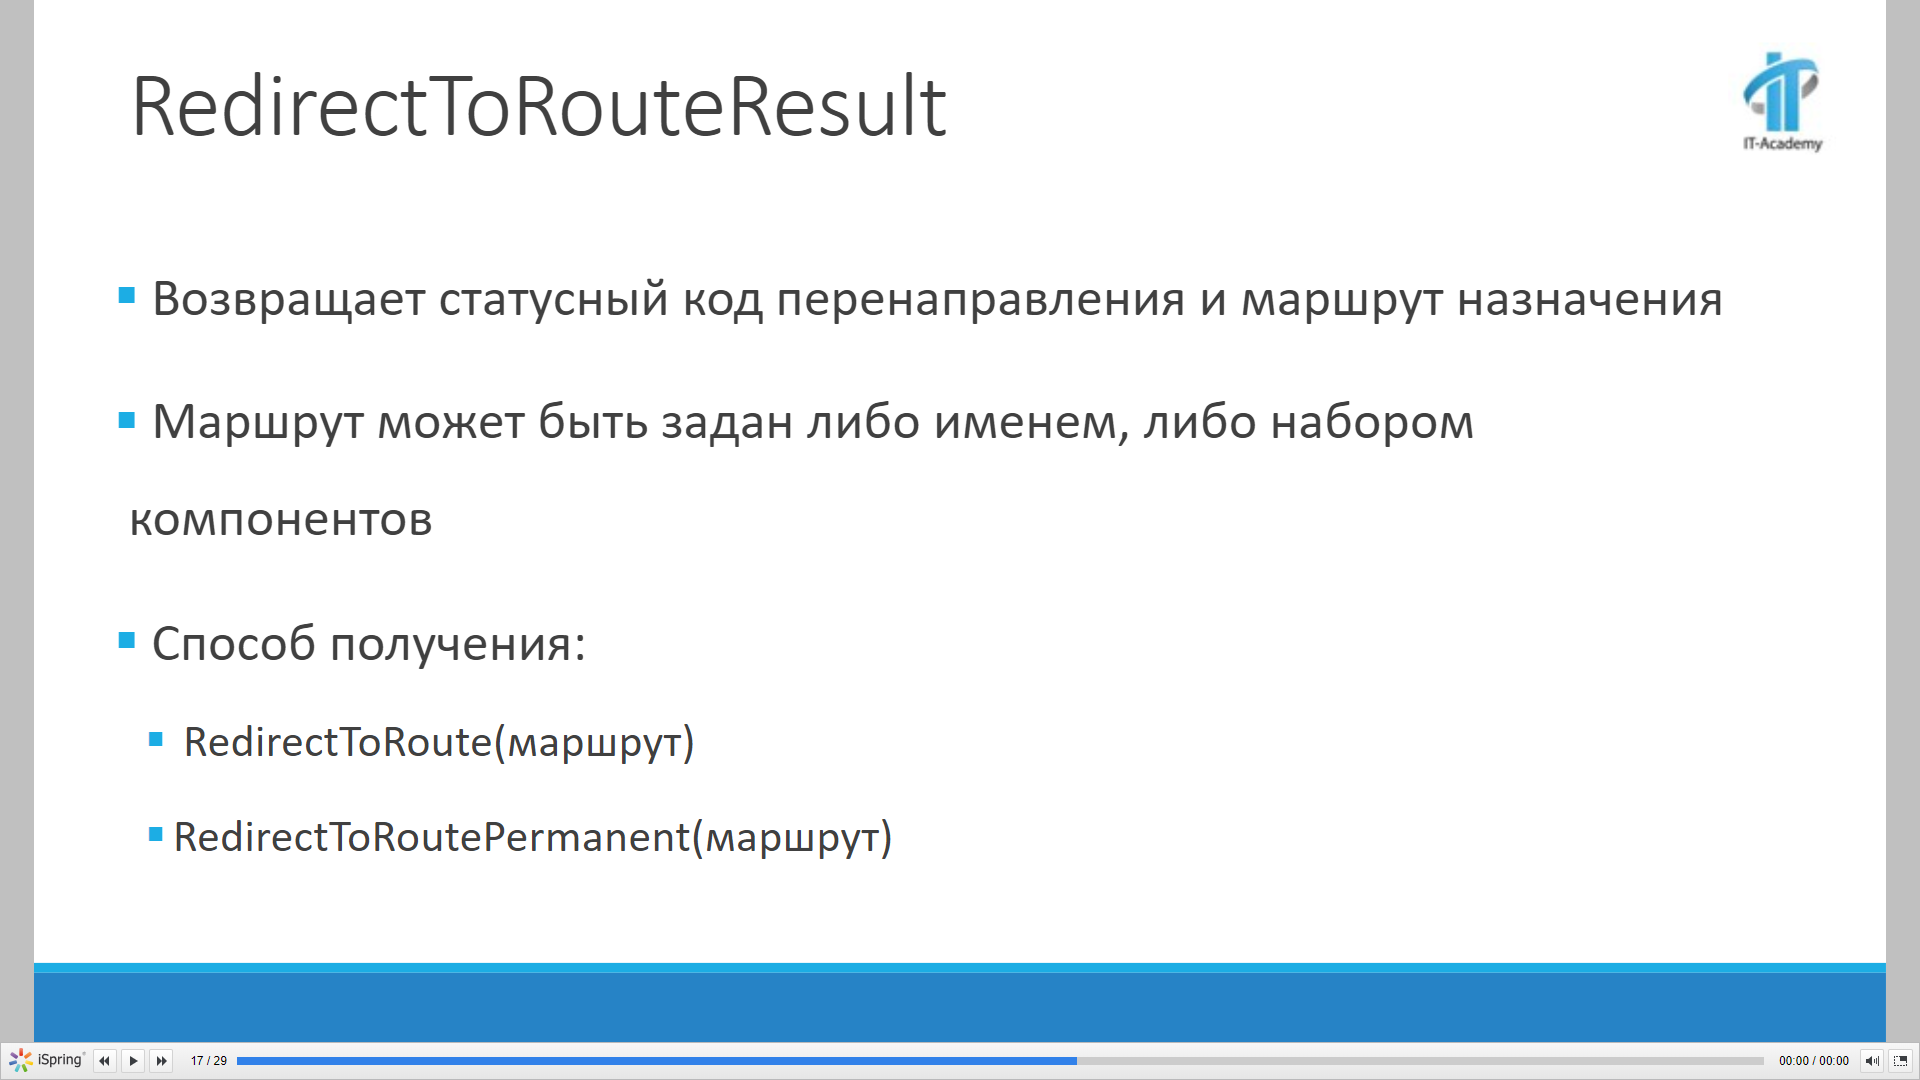 RedirectToRouteResult
IT-Academy
Возвращает статусный код перенаправления и маршрут назначения
Маршрут может быть задан либо именем, либо набором
компонентов
Способ получения:
RedirectToRoute(маршрут)
RedirectToRoutePermanent(маршрут)
iSpring
17 / 29
00:00 / 00:00